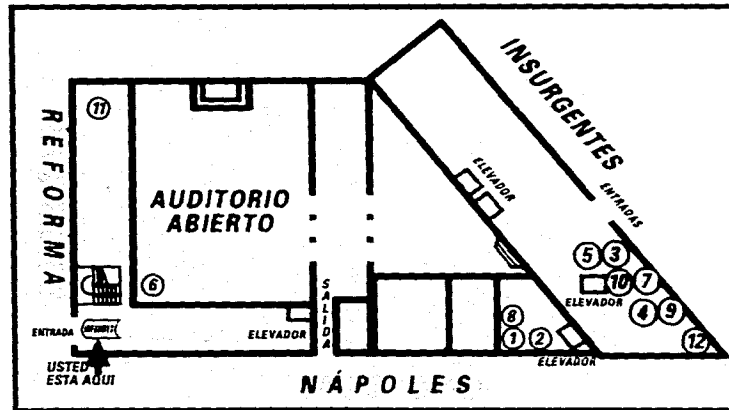 INSURGENTES
REFORMA
11
ELEVADOR
AUDITORIO
ABIERTO
ENTRADAS
5
3
6
10
7
ELEVADOR
4
9
SALIDA
8
ENTRADA
ELEVADOR
1
2
12
ELEVADOR
USTED
ESTA AQUI
NÁPOLES